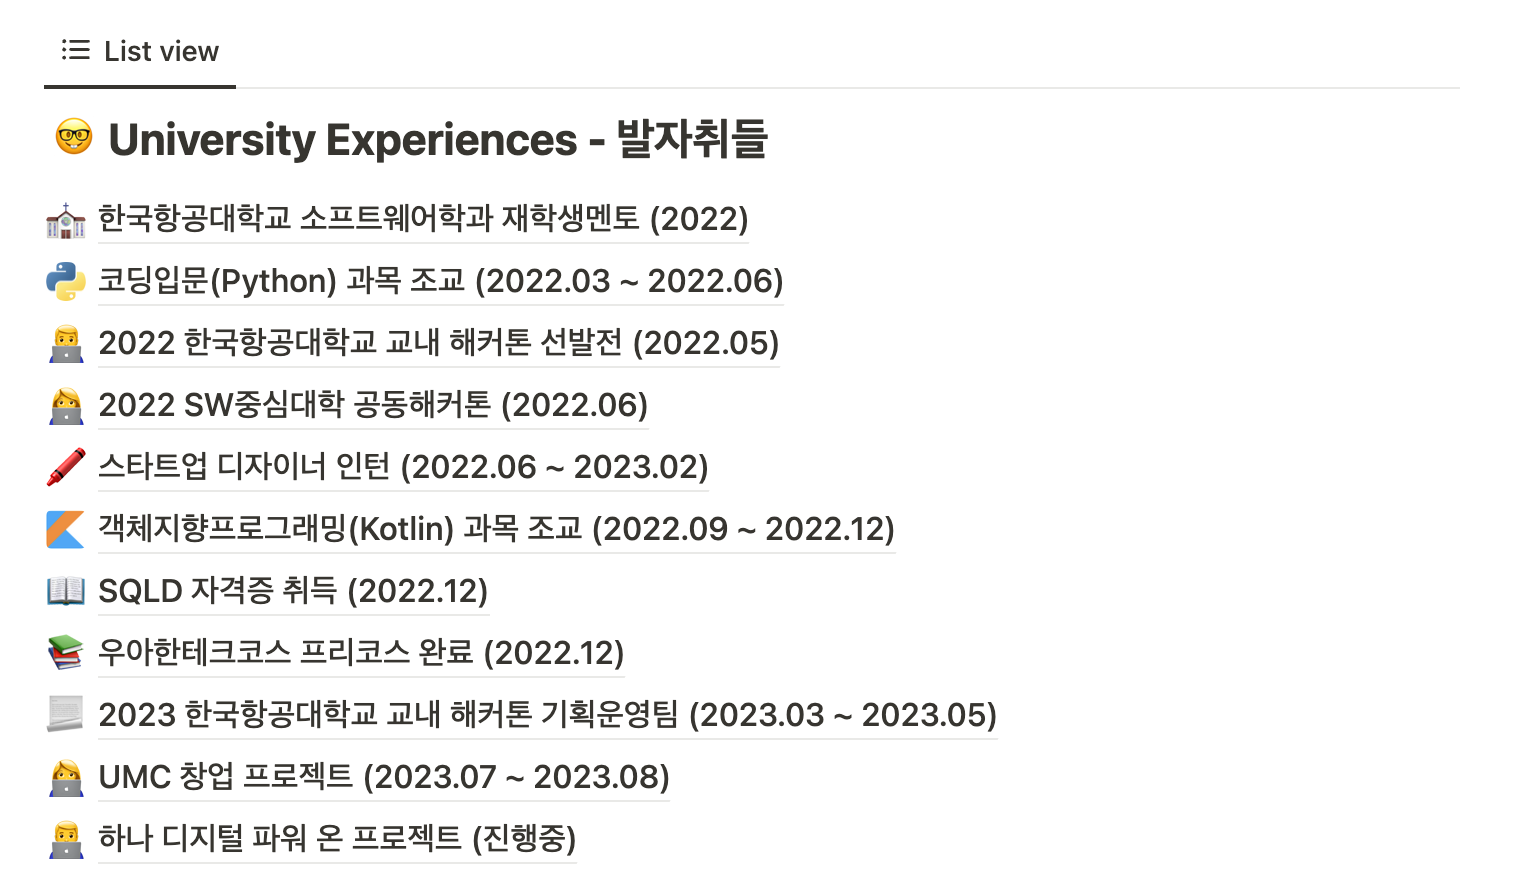 List view
University Experiences - 발자취들
한국항공대학교 소프트웨어학과 재학생멘토 (2022)
코딩입문(Python) 과목 조교 (2022.03 ~ 2022.06)
2022 한국항공대학교 교내 해커톤 선발전 (2022.05)
2022 SW중심대학 공동해커톤 (2022.06)
스타트업 디자이너 인턴 (2022.06 ~ 2023.02)
객체지향프로그래밍(Kotlin) 과목 조교 (2022.09 ~ 2022.12)
SQLD 자격증 취득 (2022.12)
우아한테크코스 프리코스 완료 (2022.12)
2023 한국항공대학교 교내 해커톤 기획운영팀 (2023.03 ~ 2023.05)
UMC 창업 프로젝트 (2023.07 ~ 2023.08)
하나 디지털 파워 온 프로젝트 (진행중)